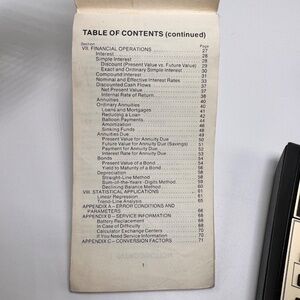 TABLE OF CONTENTS (continued)
Section Page
VII. FINANCIAL OPERATIONS 27
Interest 28
Simple Interest 28
Discount (Present Value vs. Future Value) 29
Exact and Ordinary Simple Interest 30
Compound Interest 31
Nominal and Effective Interest Rates 33
Discounted Cash Flows 37
Net Present Value 37
Internal Rate of Return 38
Annuities 40
Ordinary Annuities 40
Loans and Mortgages 41
Reducing a Loan 42
Balloon Payments 44
Amortization 46
Sinking Funds 48
Annuities Due 49
Present Value for Annuity Due 50
Future Value for Annuity Due (Savings) 51
Payment for Annuity Due 52
Interest Rate for Annuity Due 53
Bonds 54
Present Value of a Bond 54
Yield to Maturity of a Bond 56
Depreciation 58
Straight-Line Method
Sum-of-the-Years'-Digits Method
Declining Balance Method 60
VIII. STATISTICAL APPLICATIONS 61
Linear Regression 61
Trend-Line Analysis 65
APPENDIX A – ERROR CONDITIONS AND
PARAMETERS 66
APPENDIX B – SERVICE INFORMATION 68
Battery Replacement 68
In Case of Difficulty 68
Calculator Exchange Centers 70
If You Need Service Information 70
APPENDIX C – CONVERSION FACTORS 71